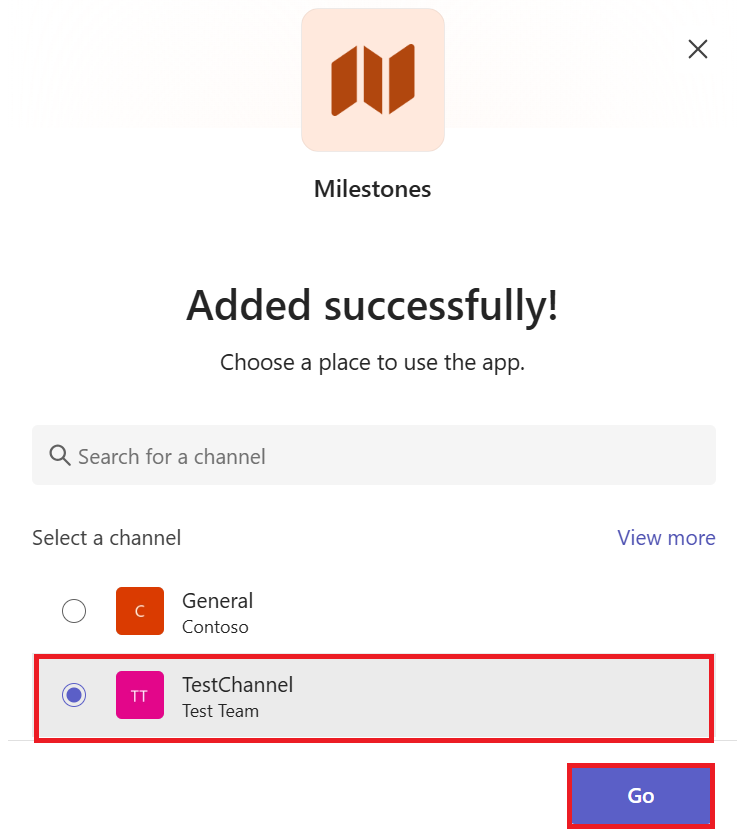 Milestones
Added successfully!
Choose a place to use the app.
Search for a channel
Select a channel
View more
C
General
Contoso
TT
TestChannel
Test Team
Go